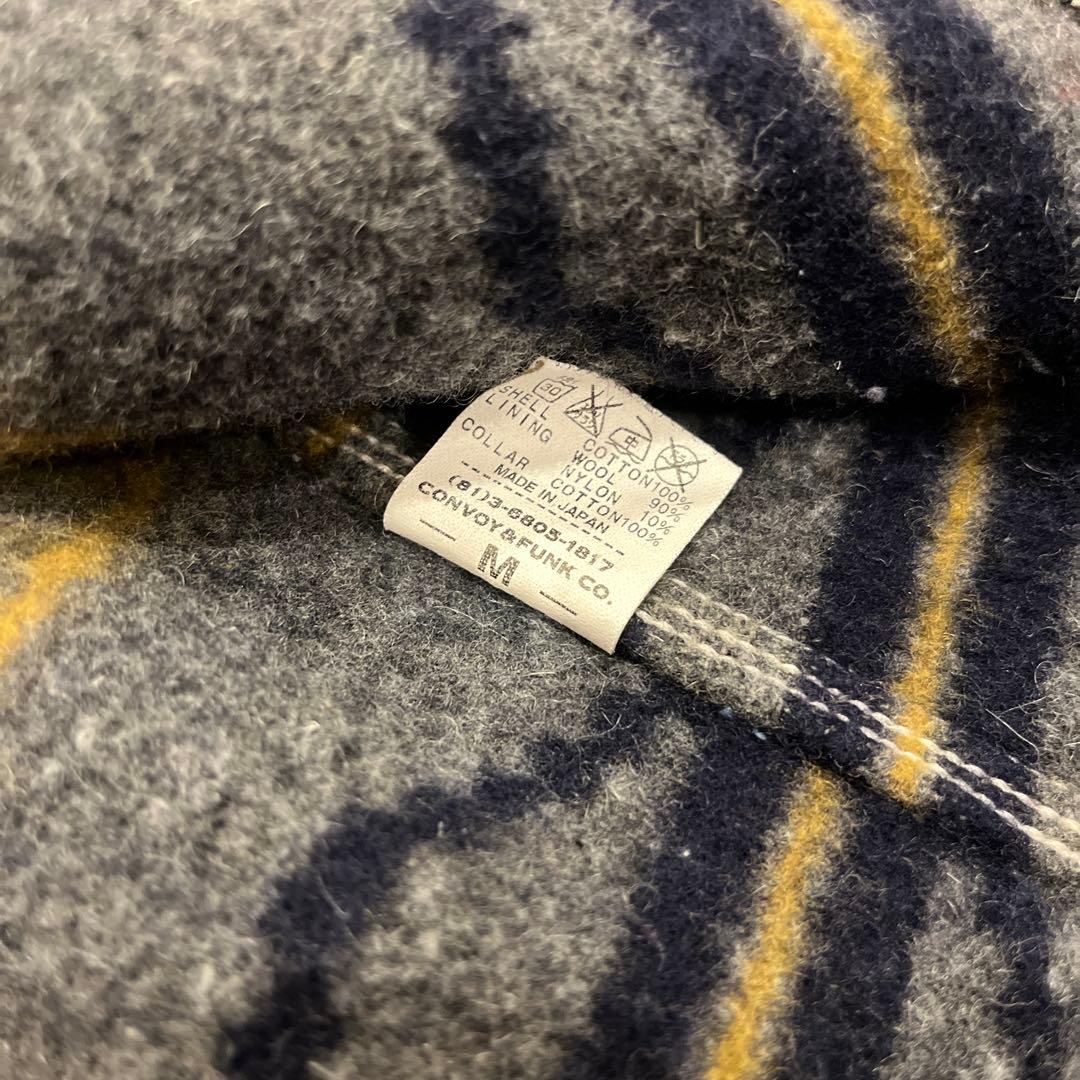 30
SHELL COTTON100%
LINING WOOL 90%
NYLON 10%
COLLAR COTTON100%
MADE IN JAPAN
(81)3-6805-1817
CONVOY&FUNK CO.
M